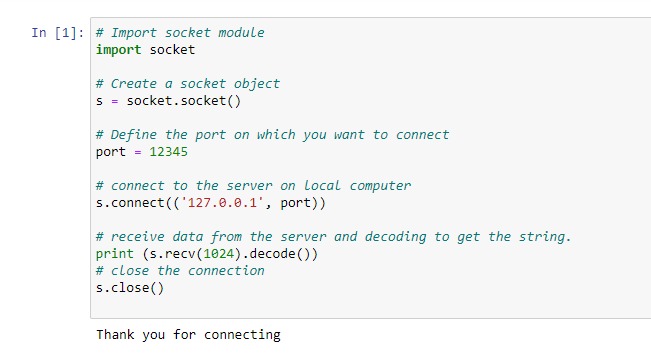 In [1]: # Import socket module
import socket
# Create a socket object
s = socket.socket()
# Define the port on which you want to connect
port = 12345
# connect to the server on local computer
s.connect(('127.0.0.1', port))
# receive data from the server and decoding to get the string.
print (s.recv(1024).decode())
# close the connection
s.close()
Thank you for connecting